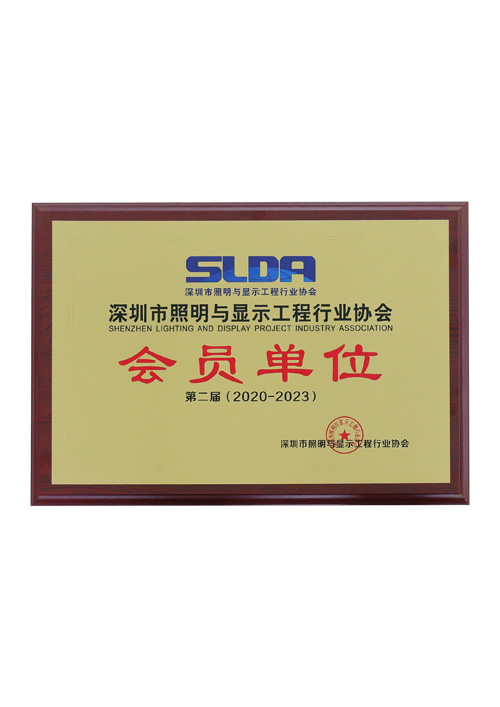 SLDA
深圳市照明与显示工程行业协会
深圳市照明与显示工程行业协会
SHENZHEN LIGHTING AND DISPLAY PROJECT INDUSTRY ASSOCIATION
会员单位
第二届(2020-2023)
深圳市照明与显示工程行业协会